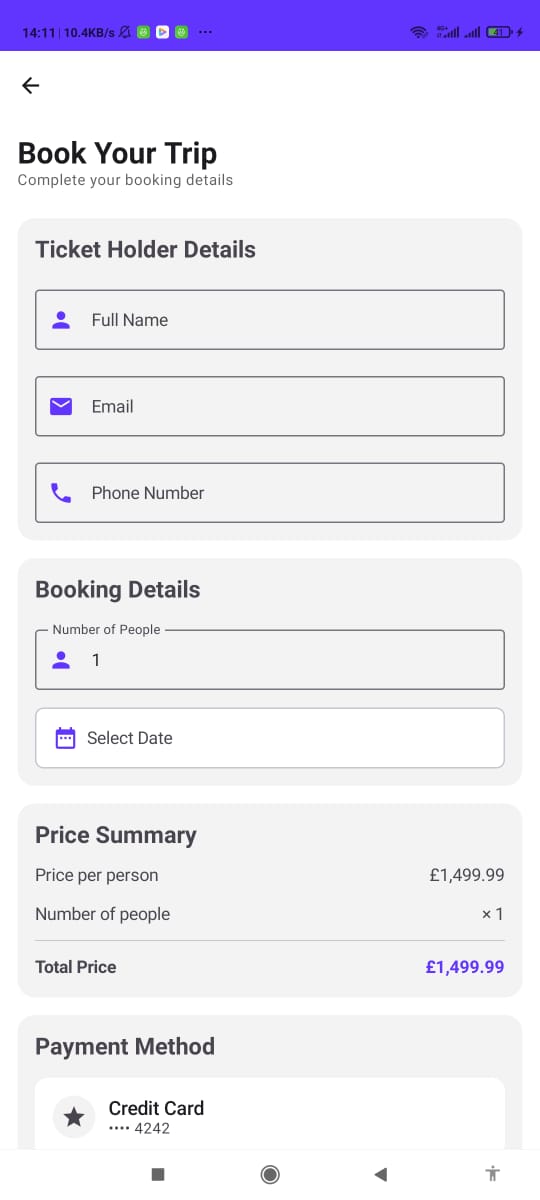 14:11 10.4KB/s ...
41
Book Your Trip
Complete your booking details
Ticket Holder Details
Full Name
Email
Phone Number
Booking Details
Number of People
1
Select Date
Price Summary
Price per person £1,499.99
Number of people × 1
Total Price £1,499.99
Payment Method
Credit Card
•••• 4242